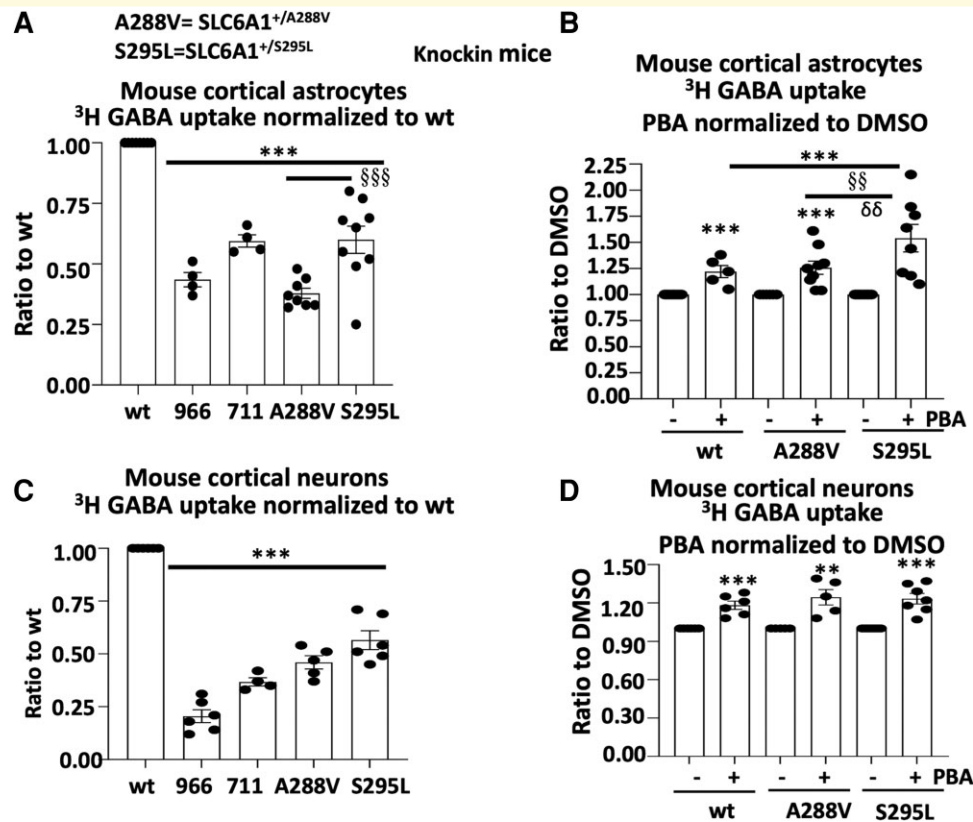 A
A288V= SLC6A1+/A288V
S295L=SLC6A1+/S295L
Knockin mice
Mouse cortical astrocytes
³H GABA uptake normalized to wt
Ratio to wt
1.00
0.75
0.50
0.25
0.00
***
§§§
wt 966 711 A288V S295L
B
Mouse cortical astrocytes
³H GABA uptake
PBA normalized to DMSO
Ratio to DMSO
2.25
2.00
1.75
1.50
1.25
1.00
0.75
0.50
0.25
0.00
***
§§
δδ
*** ***
- + - + - + PBA
wt A288V S295L
C
Mouse cortical neurons
³H GABA uptake normalized to wt
Ratio to wt
1.00
0.75
0.50
0.25
0.00
***
wt 966 711 A288V S295L
D
Mouse cortical neurons
³H GABA uptake
PBA normalized to DMSO
Ratio to DMSO
1.50
1.20
0.90
0.60
0.30
0.00
*** ** ***
- + - + - + PBA
wt A288V S295L